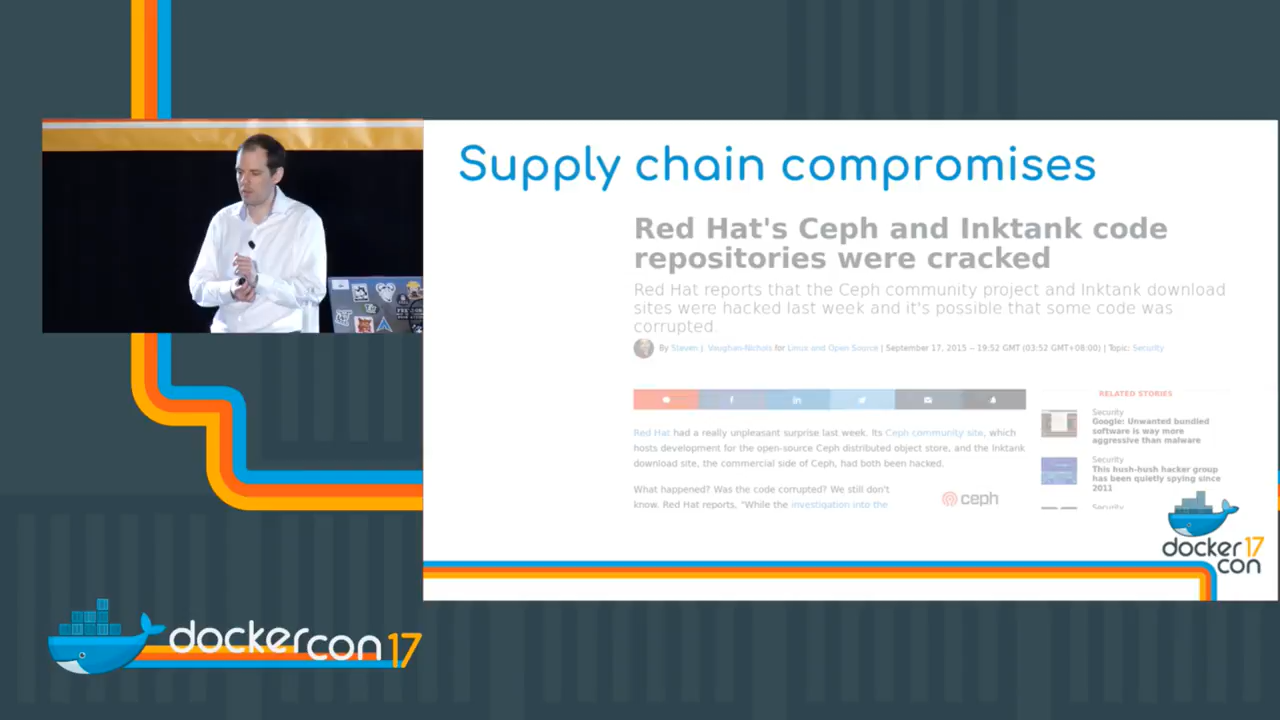 Supply chain compromises
Red Hat's Ceph and Inktank code
repositories were cracked
Red Hat reports that the Ceph community project and Inktank download
sites were hacked last week and it's possible that some code was
corrupted.
By Steven J. Vaughan-Nichols for Linux and Open Source | September 17, 2015 -- 19:52 GMT (03:52 GMT+08:00) | Topic: Security
Red Hat had a really unpleasant surprise last week. Its Ceph community site, which
hosts development for the open-source Ceph distributed object store, and the Inktank
download site, the commercial side of Ceph, had both been hacked.
What happened? Was the code corrupted? We still don't
know. Red Hat reports, "While the investigation into the
ceph
RELATED STORIES
Security
Google: Unwanted bundled
software is way more
aggressive than malware
Security
This hush-hush hacker group
has been quietly spying since
2011
Security
docker 17
con
dockercon 17